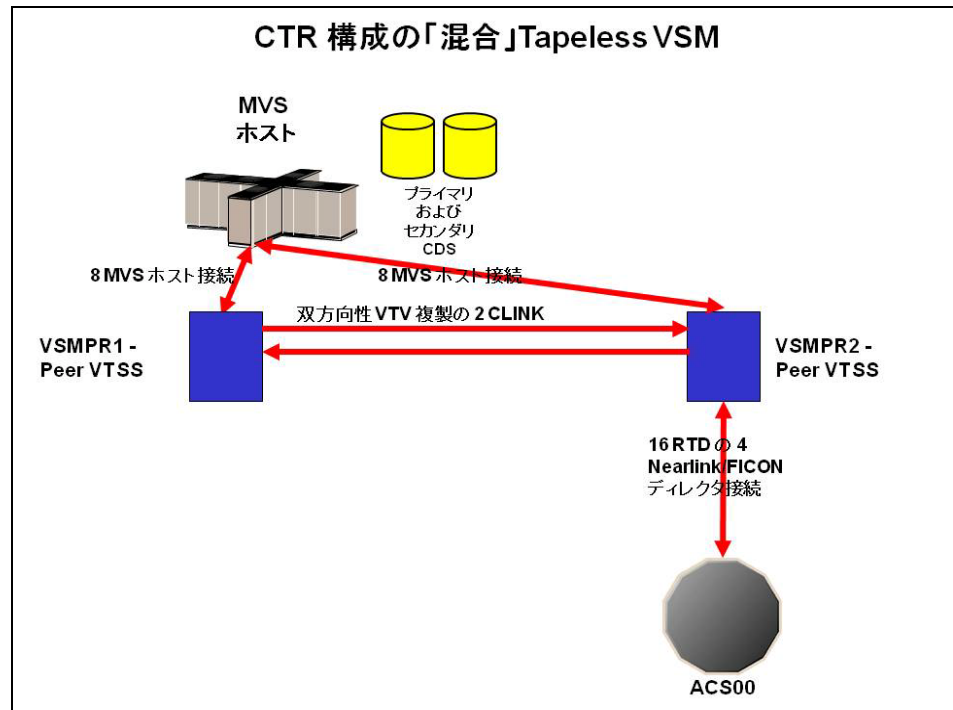 CTR 構成の「混合」Tapeless VSM
MVS
ホスト
プライマリ
および
セカンダリ
CDS
8 MVS ホスト接続
8 MVS ホスト接続
双方向性 VTV 複製の 2 CLINK
VSMPR1 -
Peer VTSS
VSMPR2 -
Peer VTSS
16 RTD の 4
Nearlink/FICON
ディレクタ接続
ACS00